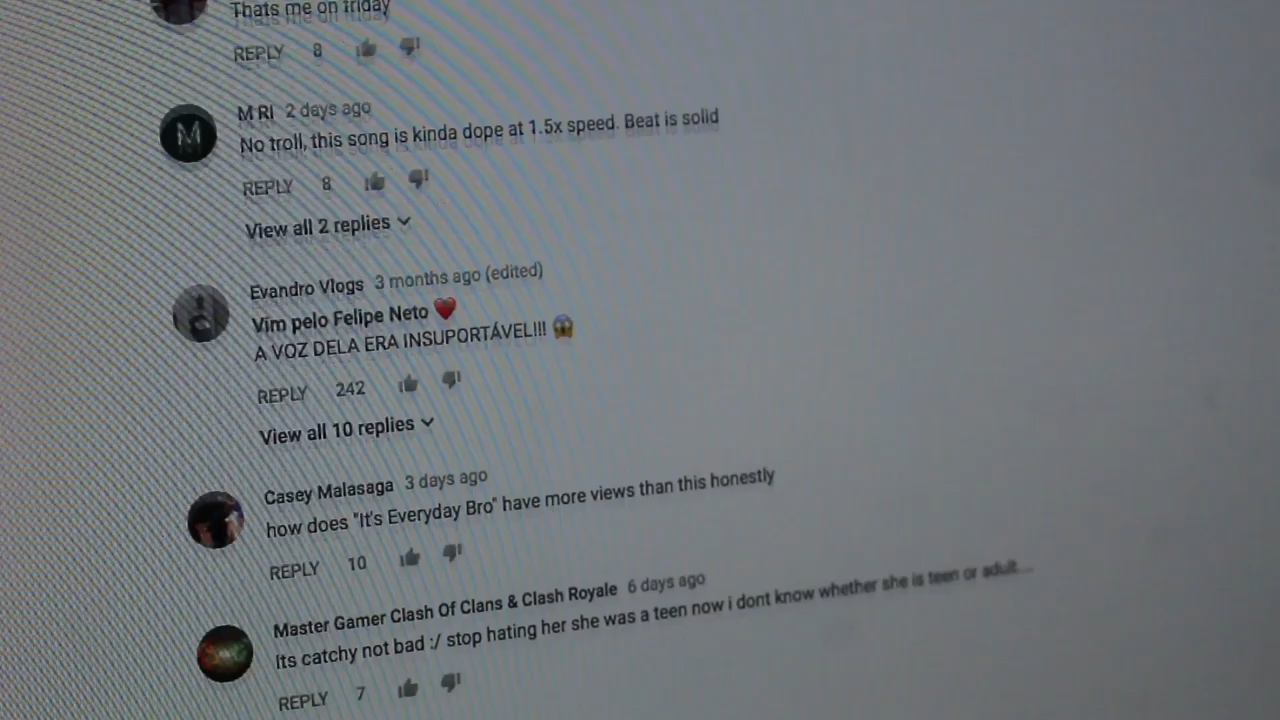 Thats me on friday
REPLY 8
M RI 2 days ago
M
No troll, this song is kinda dope at 1.5x speed. Beat is solid
REPLY 8
View all 2 replies
Evandro Vlogs 3 months ago (edited)
Vim pelo Felipe Neto ❤️
A VOZ DELA ERA INSUPORTÁVEL!!! 😱
REPLY 242
View all 10 replies
Casey Malasaga 3 days ago
how does "It's Everyday Bro" have more views than this honestly
REPLY 10
Master Gamer Clash Of Clans & Clash Royale 6 days ago
Its catchy not bad :/ stop hating her she was a teen now i dont know whether she is teen or adult....
REPLY 7